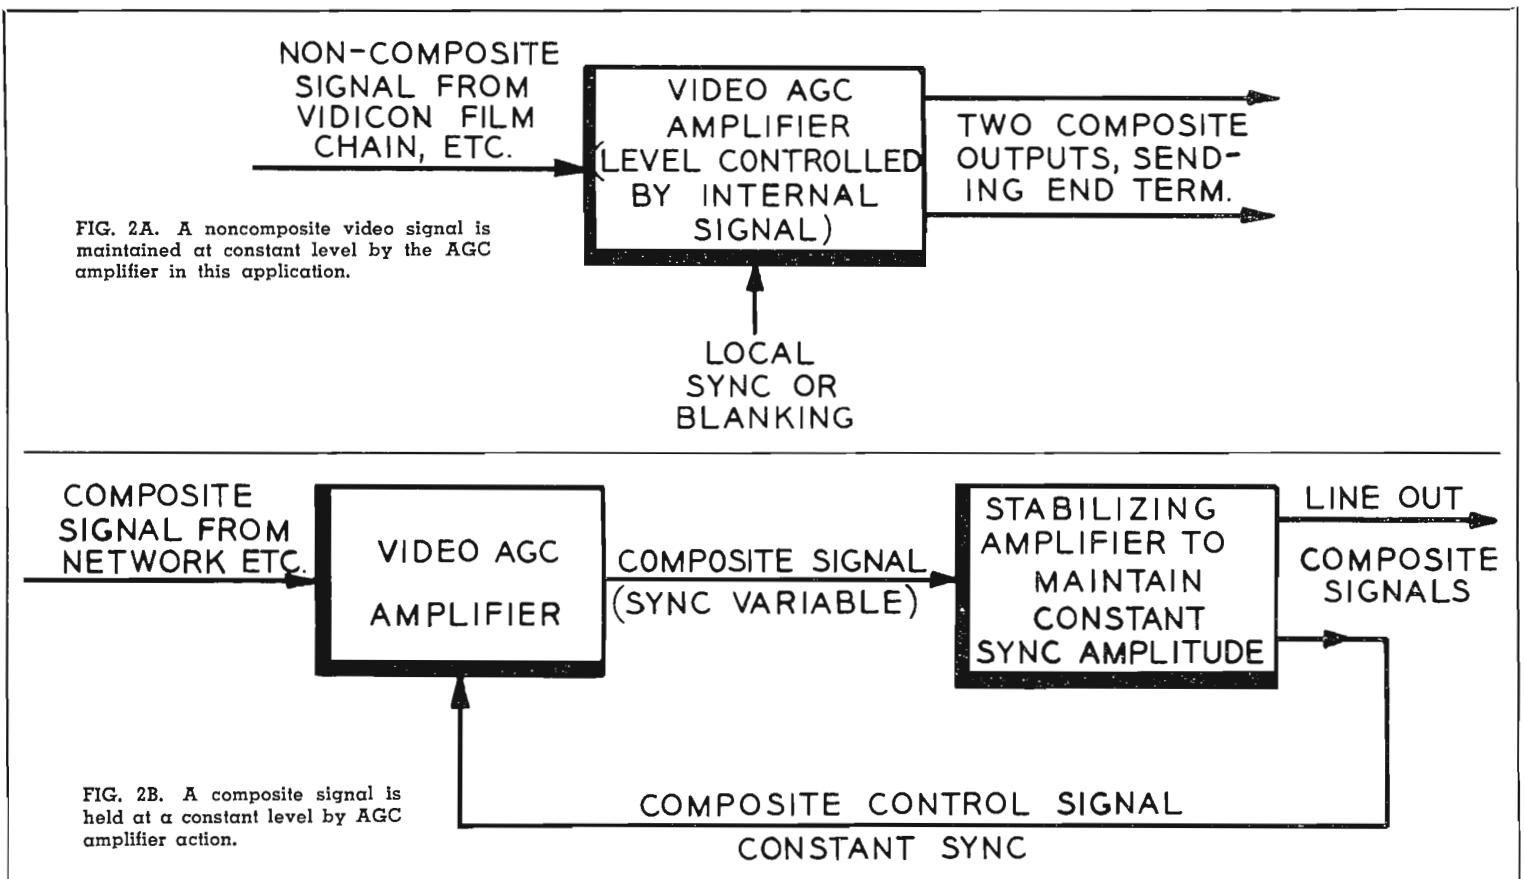 NON-COMPOSITE
SIGNAL FROM
VIDICON FILM
CHAIN, ETC.
VIDEO AGC
AMPLIFIER
(LEVEL CONTROLLED
BY INTERNAL
SIGNAL)
TWO COMPOSITE
OUTPUTS, SEND-
ING END TERM.
FIG. 2A. A noncomposite video signal is
maintained at constant level by the AGC
amplifier in this application.
LOCAL
SYNC OR
BLANKING
COMPOSITE
SIGNAL FROM
NETWORK ETC.
VIDEO AGC
AMPLIFIER
COMPOSITE SIGNAL
(SYNC VARIABLE)
STABILIZING
AMPLIFIER TO
MAINTAIN
CONSTANT
SYNC AMPLITUDE
LINE OUT
COMPOSITE
SIGNALS
FIG. 2B. A composite signal is
held at a constant level by AGC
amplifier action.
COMPOSITE CONTROL SIGNAL
CONSTANT SYNC